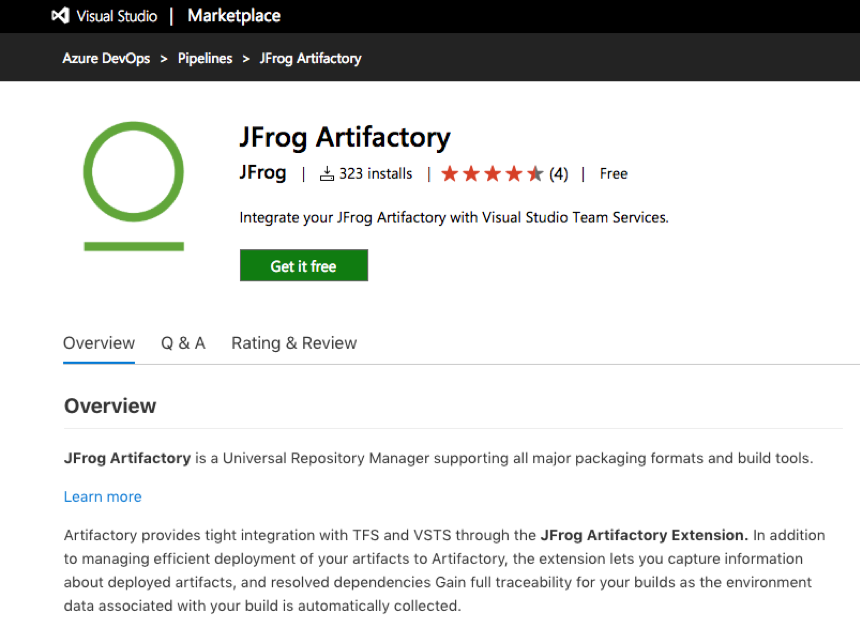 Visual Studio | Marketplace
Azure DevOps > Pipelines > JFrog Artifactory
JFrog Artifactory
JFrog | 323 installs | (4) | Free
Integrate your JFrog Artifactory with Visual Studio Team Services.
Get it free
Overview Q & A Rating & Review
Overview
JFrog Artifactory is a Universal Repository Manager supporting all major packaging formats and build tools.
Learn more
Artifactory provides tight integration with TFS and VSTS through the JFrog Artifactory Extension. In addition
to managing efficient deployment of your artifacts to Artifactory, the extension lets you capture information
about deployed artifacts, and resolved dependencies Gain full traceability for your builds as the environment
data associated with your build is automatically collected.